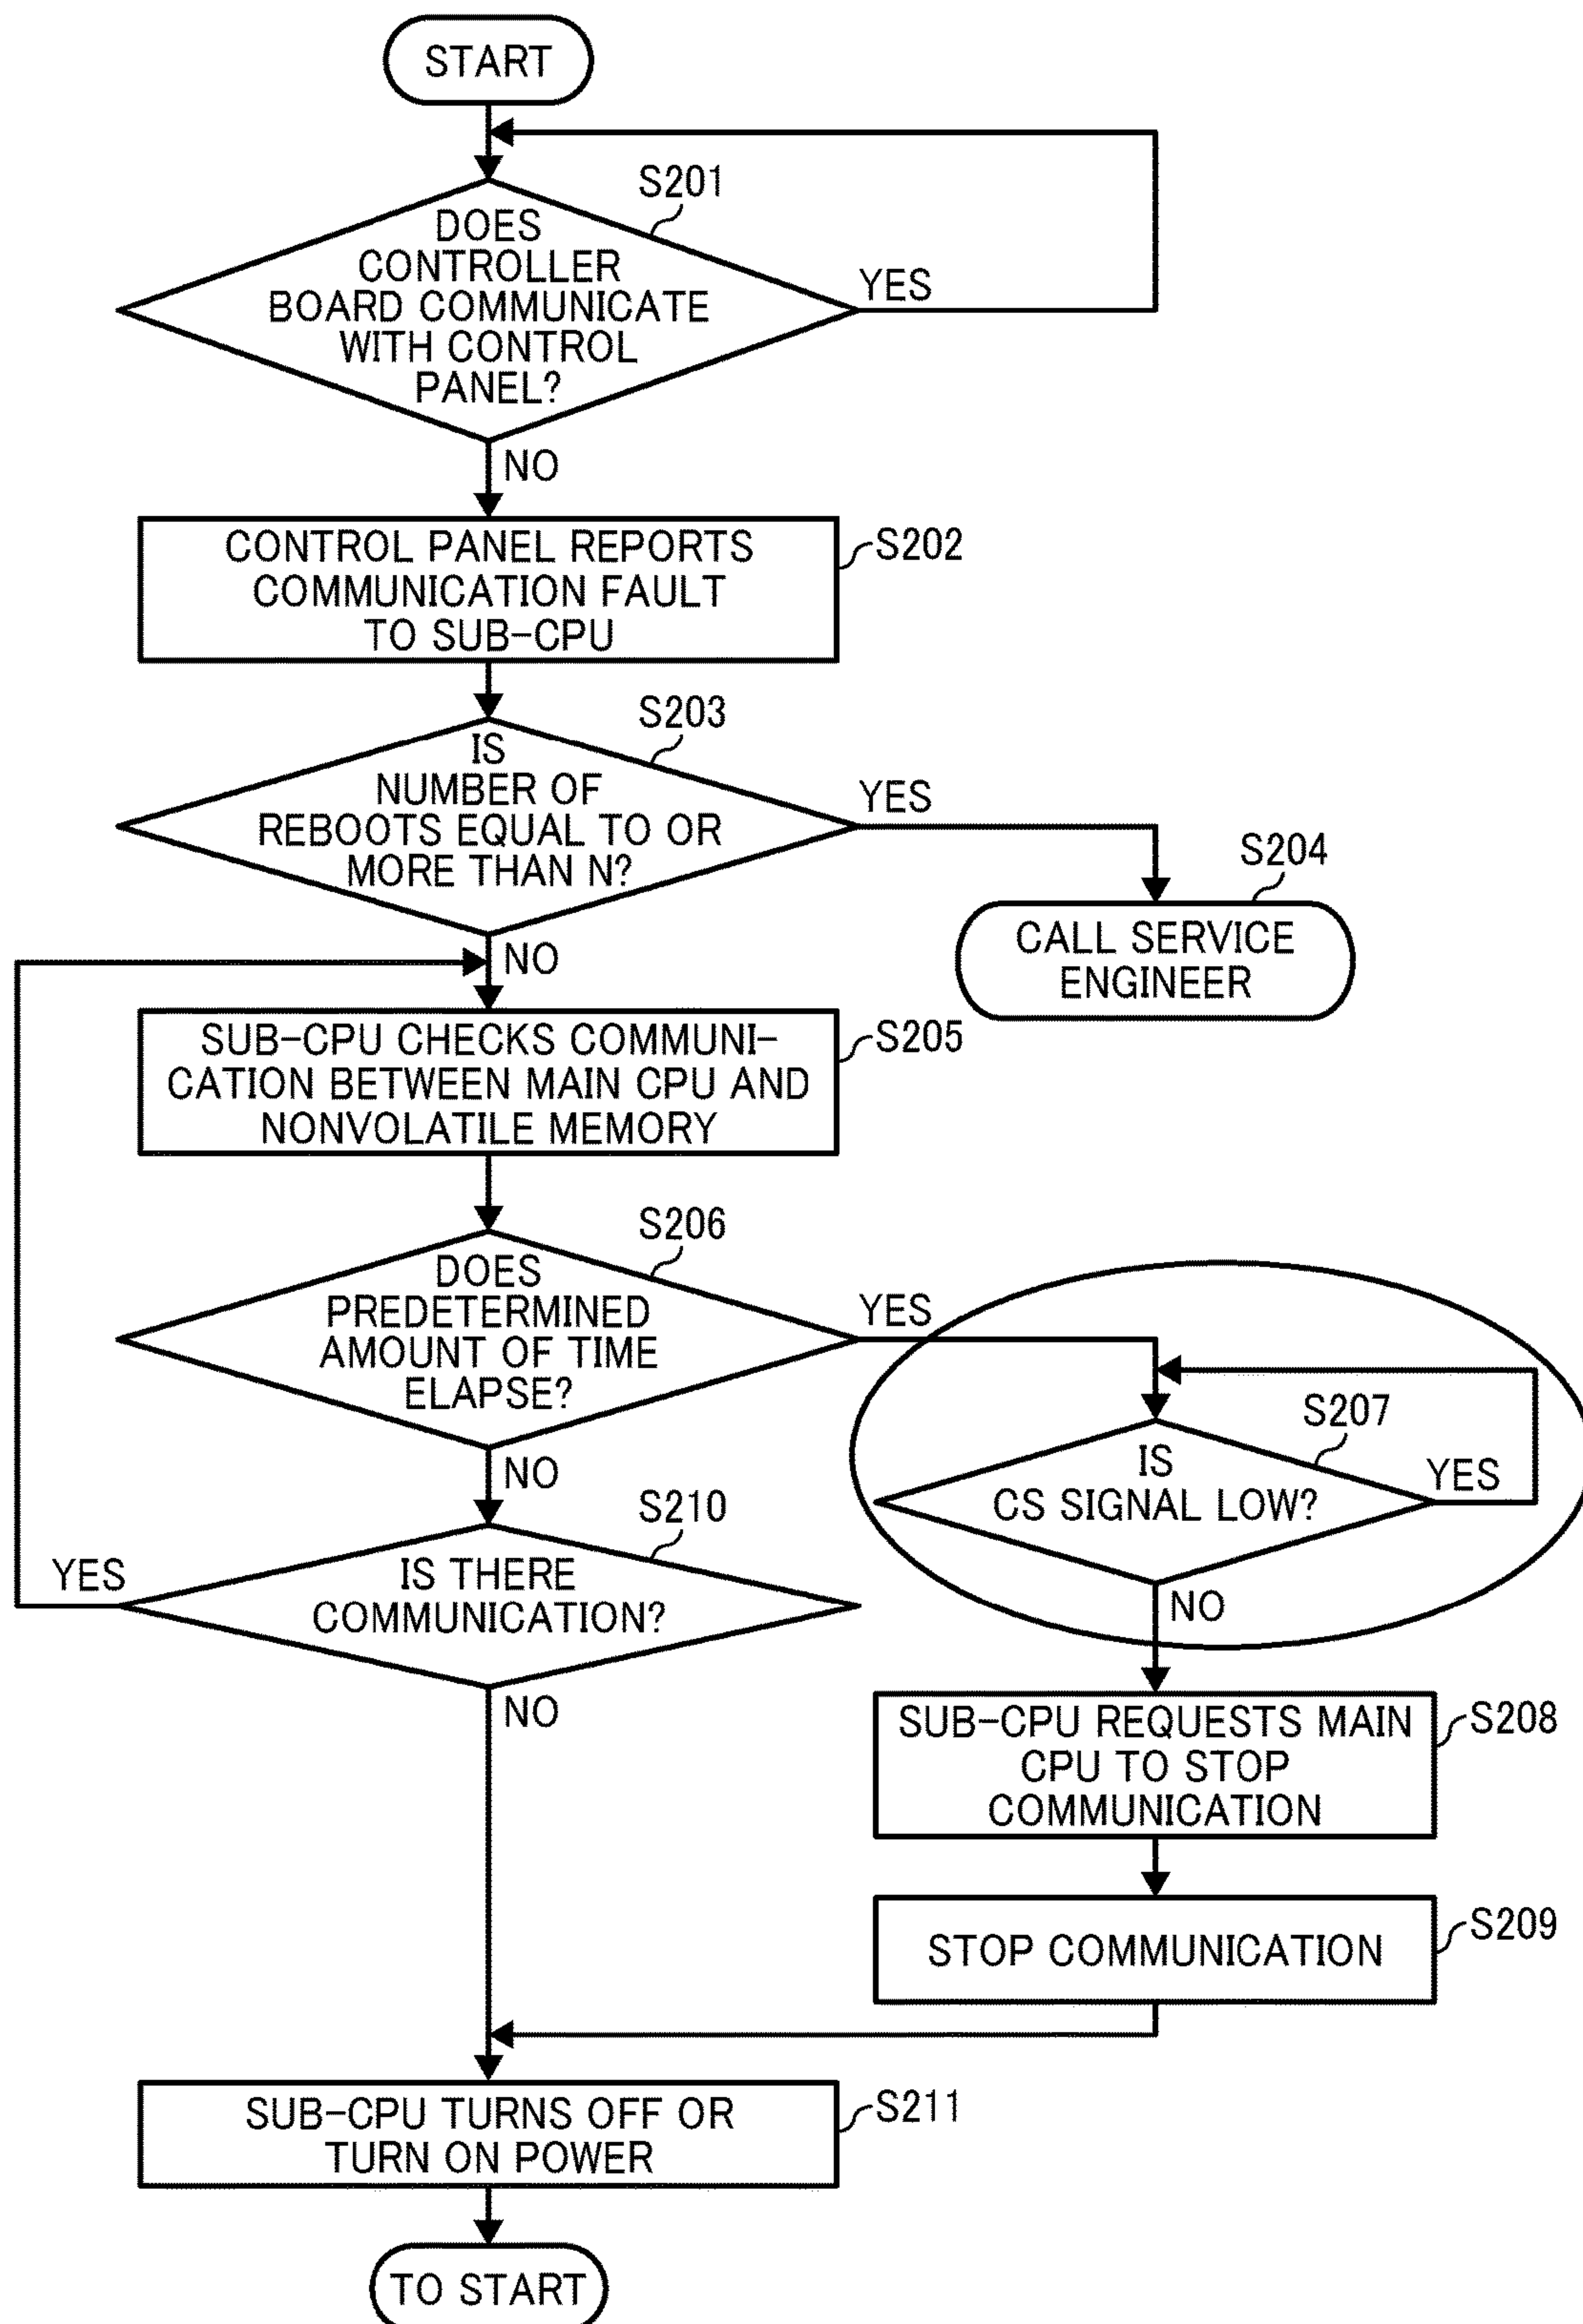 START
S201
DOES
CONTROLLER
BOARD COMMUNICATE
WITH CONTROL
PANEL?
YES
NO
CONTROL PANEL REPORTS
COMMUNICATION FAULT
TO SUB-CPU
S202
S203
IS
NUMBER OF
REBOOTS EQUAL TO OR
MORE THAN N?
YES
S204
CALL SERVICE
ENGINEER
NO
SUB-CPU CHECKS COMMUNI-
CATION BETWEEN MAIN CPU AND
NONVOLATILE MEMORY
S205
S206
DOES
PREDETERMINED
AMOUNT OF TIME
ELAPSE?
YES
NO
S207
IS
CS SIGNAL LOW?
YES
NO
S210
IS THERE
COMMUNICATION?
YES
NO
SUB-CPU REQUESTS MAIN
CPU TO STOP
COMMUNICATION
S208
STOP COMMUNICATION
S209
SUB-CPU TURNS OFF OR
TURN ON POWER
S211
TO START